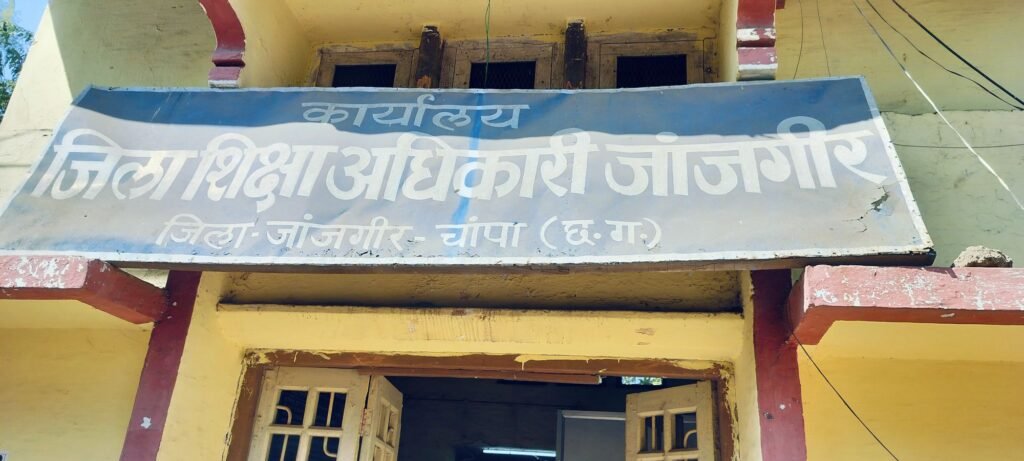 कार्यालय
जिला शिक्षा अधिकारी जांजगीर
जिला-जांजगीर-चांपा (छ.ग.)